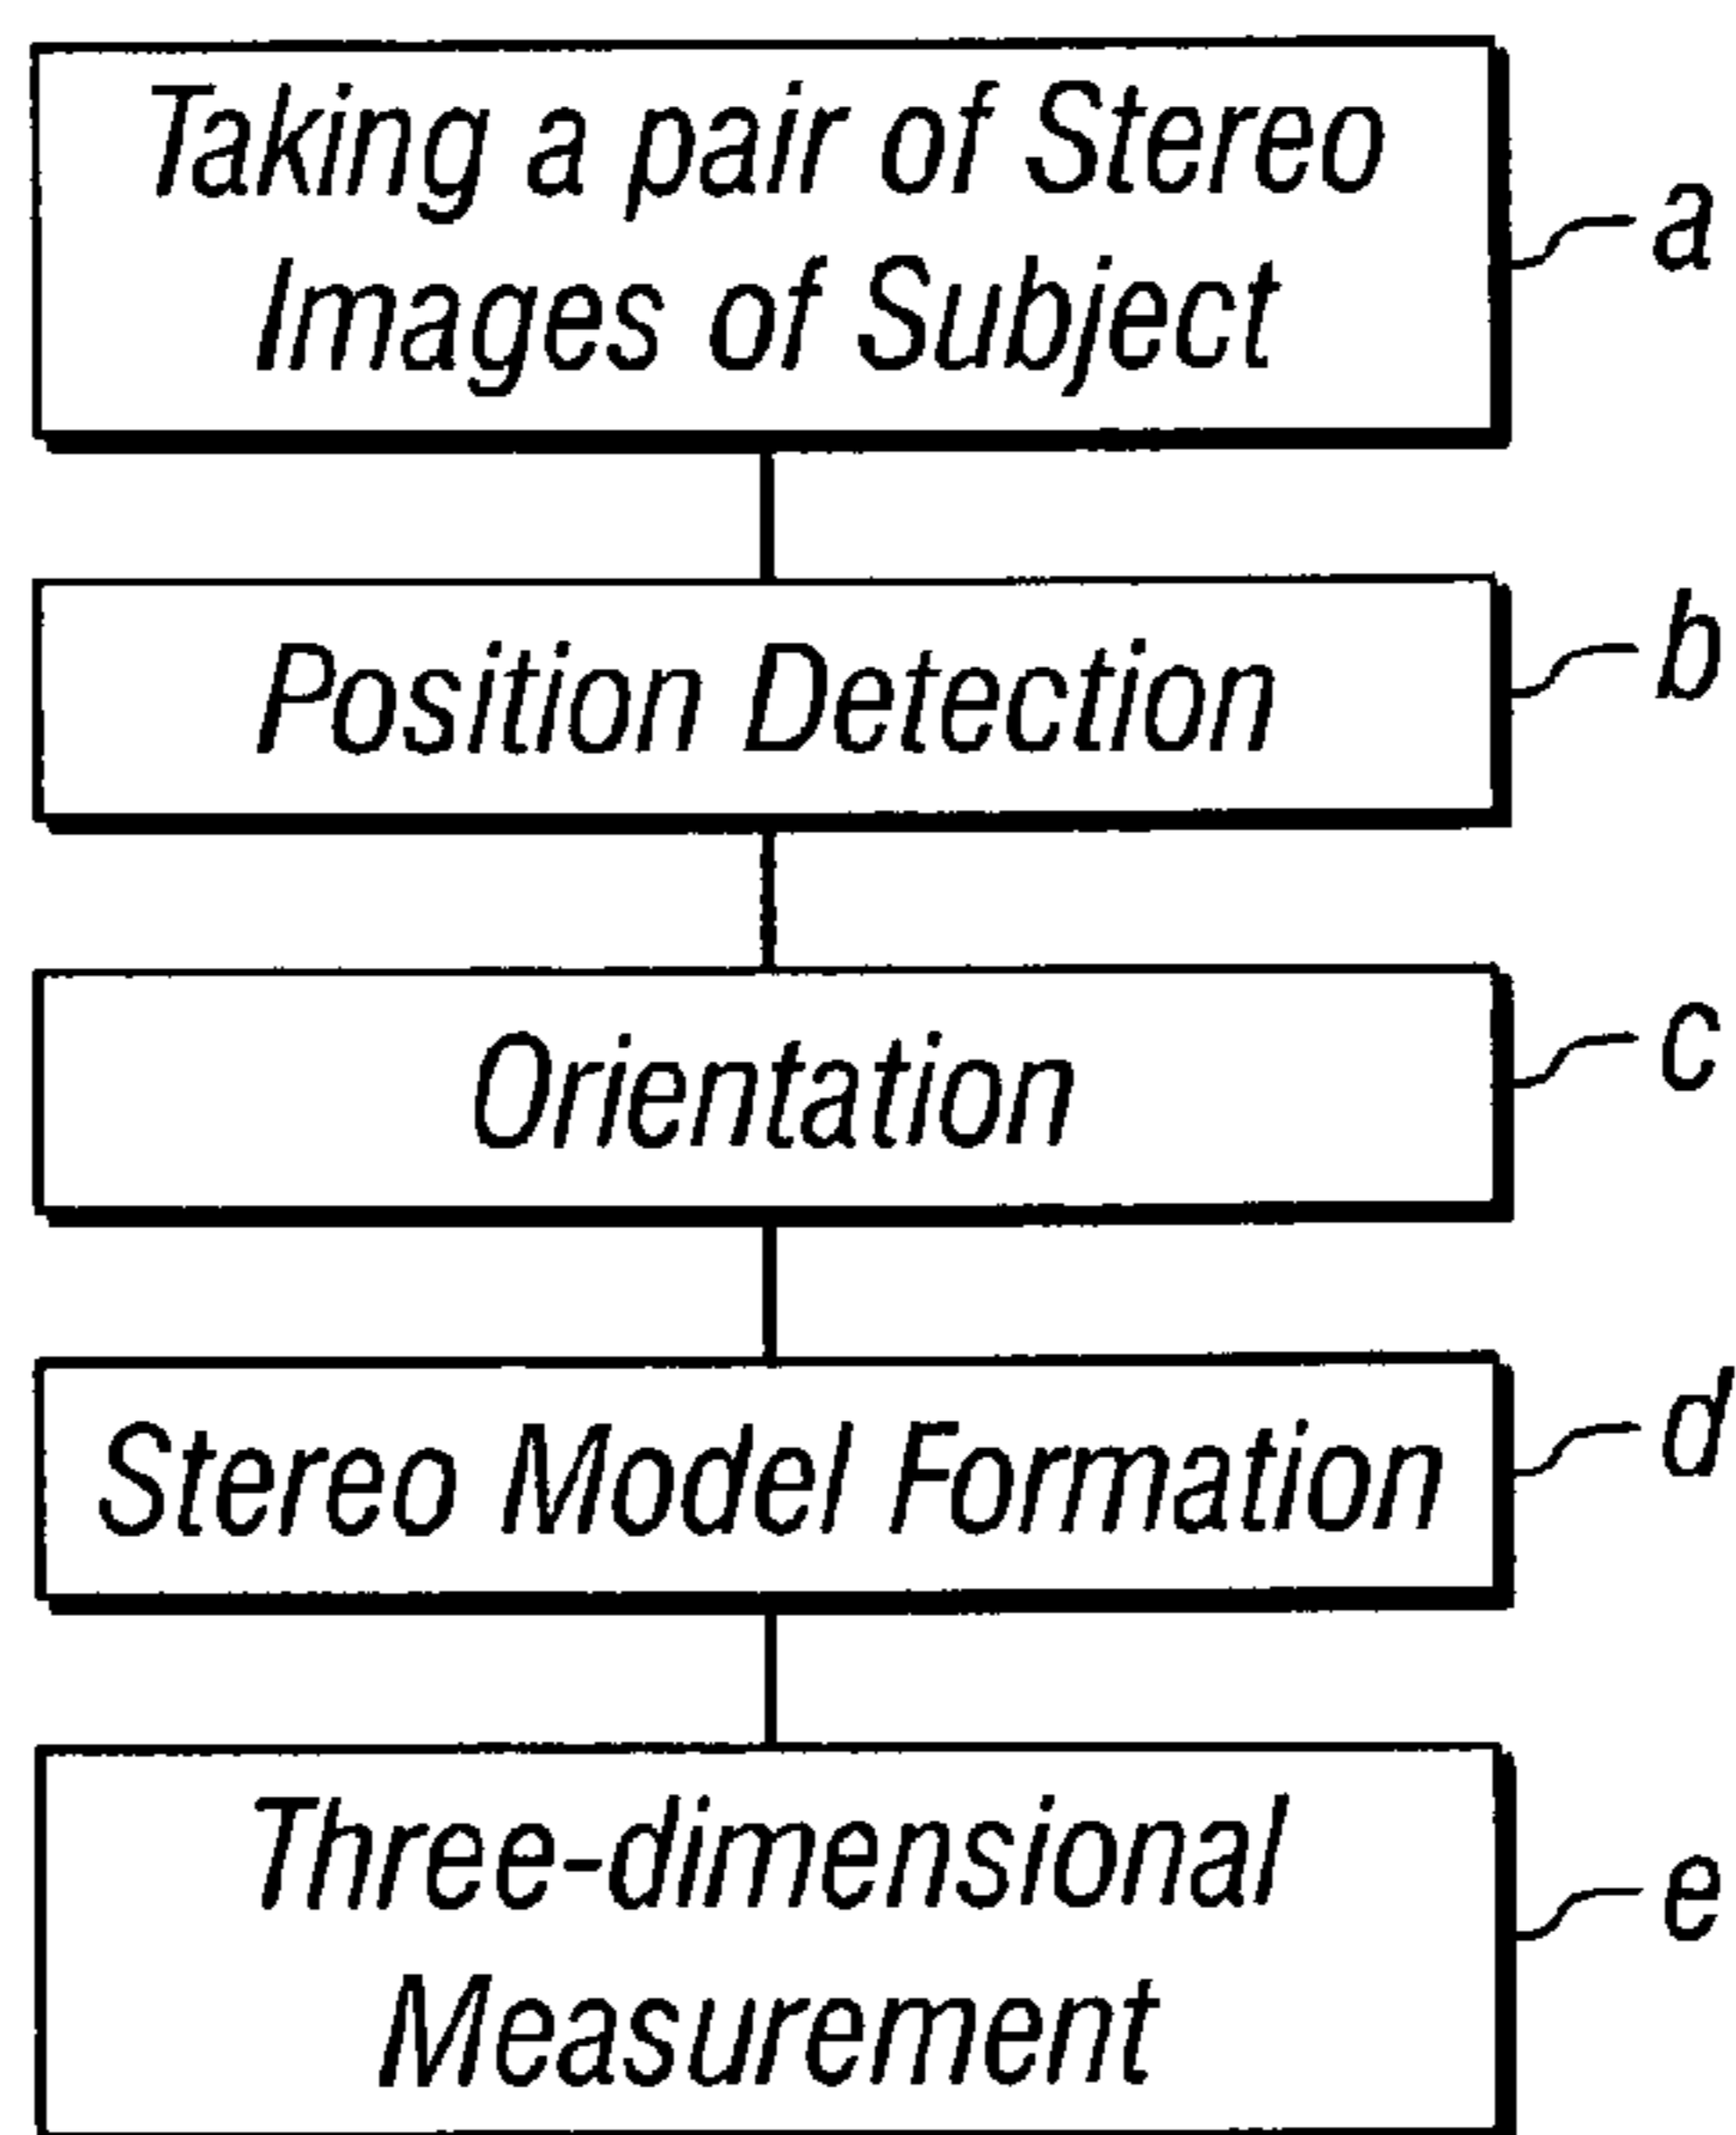 Taking a pair of Stereo
Images of Subject
a
Position Detection
b
Orientation
c
Stereo Model Formation
d
Three-dimensional
Measurement
e